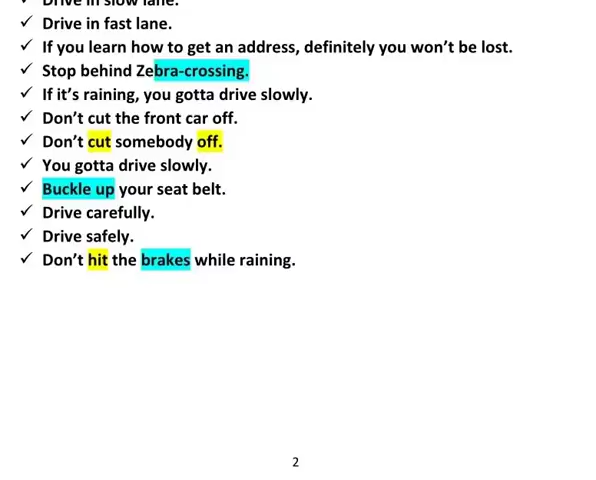 ✓ Drive in slow lane.
✓ Drive in fast lane.
✓ If you learn how to get an address, definitely you won’t be lost.
✓ Stop behind Zebra-crossing.
✓ If it’s raining, you gotta drive slowly.
✓ Don’t cut the front car off.
✓ Don’t cut somebody off.
✓ You gotta drive slowly.
✓ Buckle up your seat belt.
✓ Drive carefully.
✓ Drive safely.
✓ Don’t hit the brakes while raining.
2